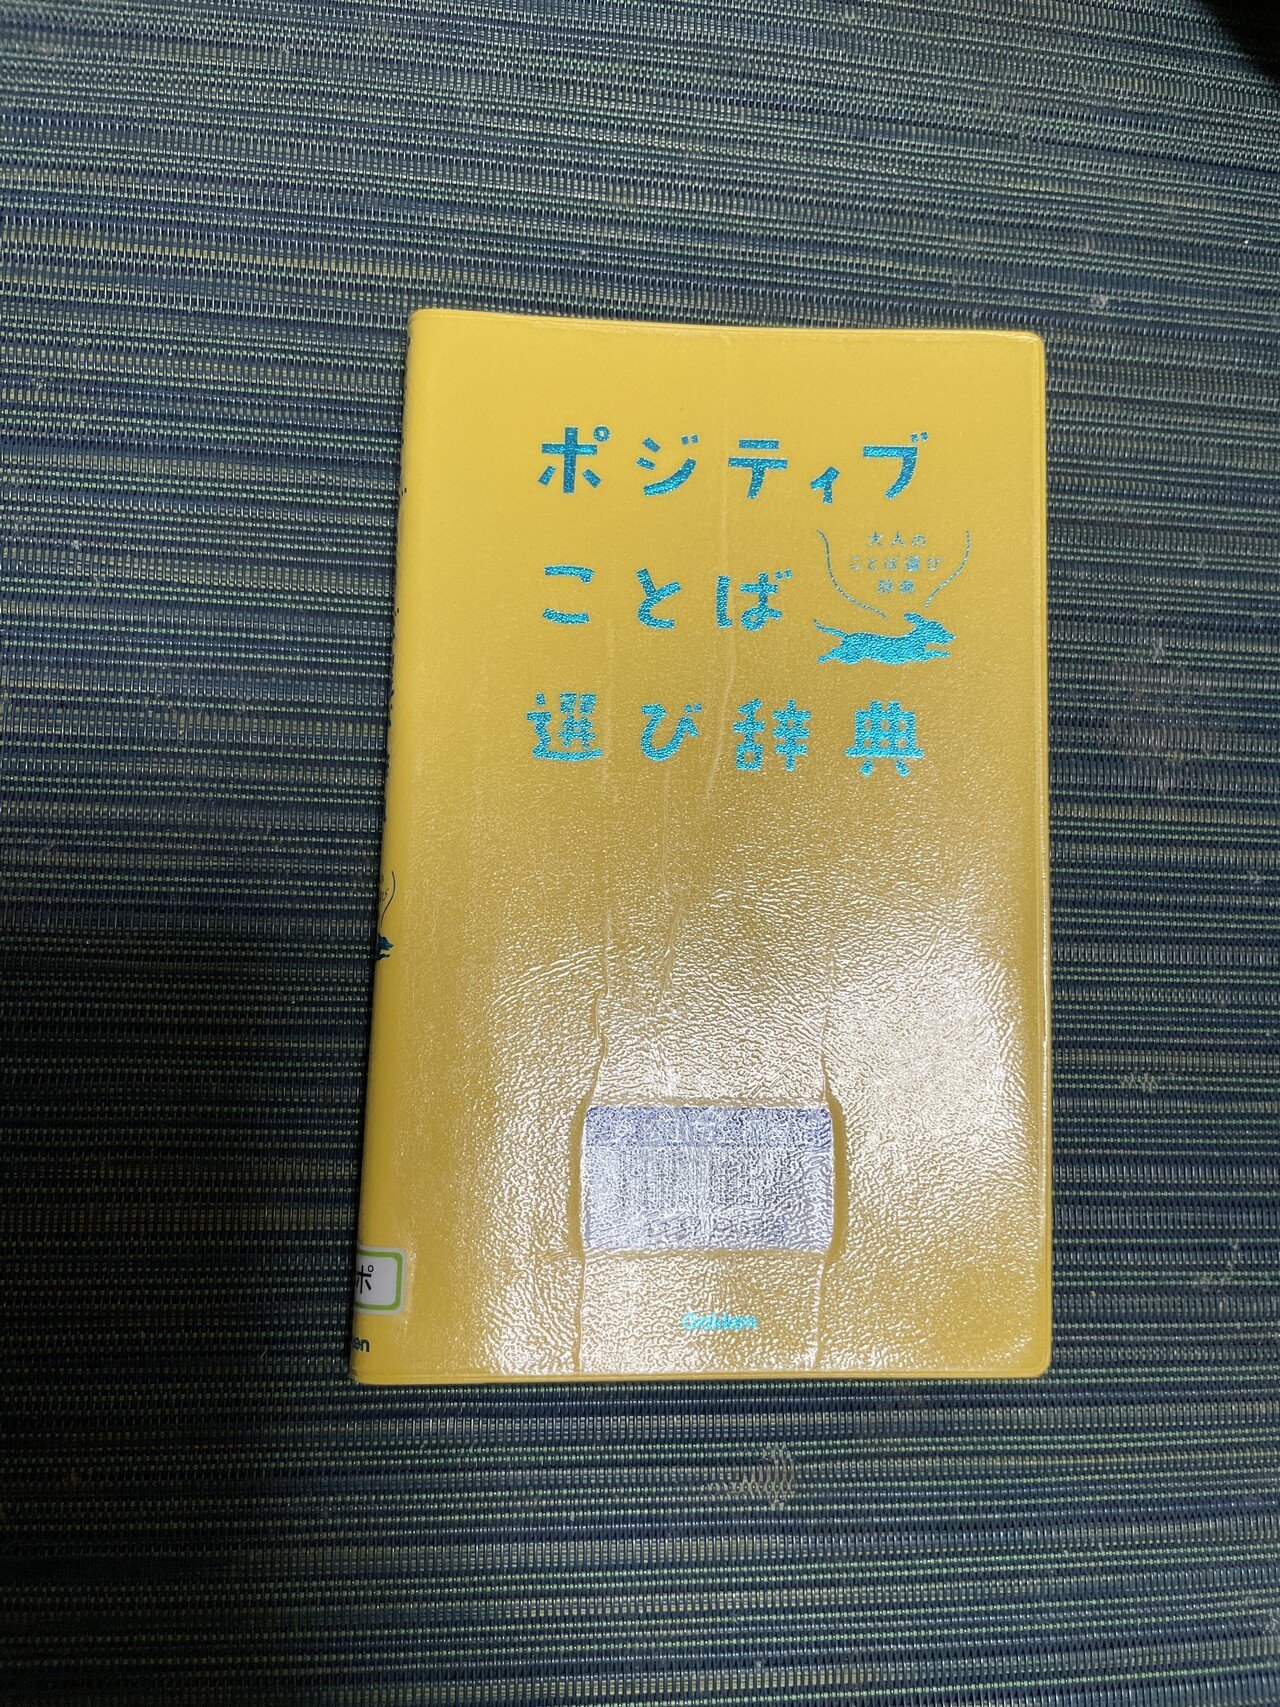 ポジティブ
ことば
大人の
ことば選び
辞典
選び辞典
ポ
Gakken
en